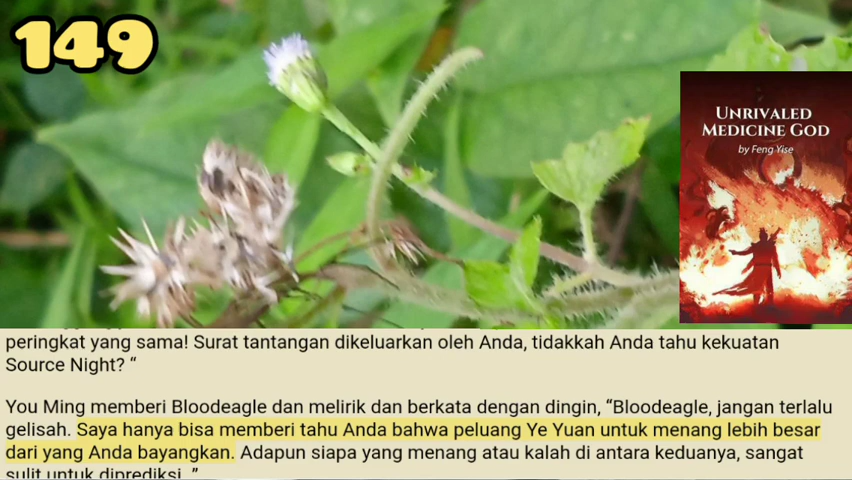 149
UNRIVALED
MEDICINE GOD
by Feng Yise
peringkat yang sama! Surat tantangan dikeluarkan oleh Anda, tidakkah Anda tahu kekuatan
Source Night? “
You Ming memberi Bloodeagle dan melirik dan berkata dengan dingin, “Bloodeagle, jangan terlalu
gelisah. Saya hanya bisa memberi tahu Anda bahwa peluang Ye Yuan untuk menang lebih besar
dari yang Anda bayangkan. Adapun siapa yang menang atau kalah di antara keduanya, sangat
sulit untuk diprediksi. ”